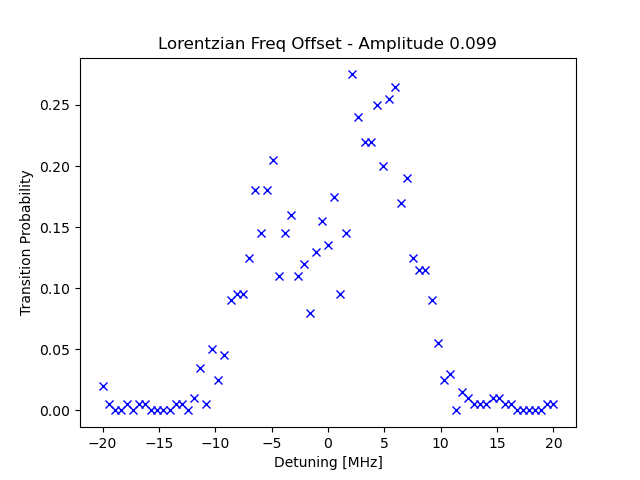 Lorentzian Freq Offset - Amplitude 0.099
Transition Probability
0.25
0.20
0.15
0.10
0.05
0.00
−20 −15 −10 −5 0 5 10 15 20
Detuning [MHz]